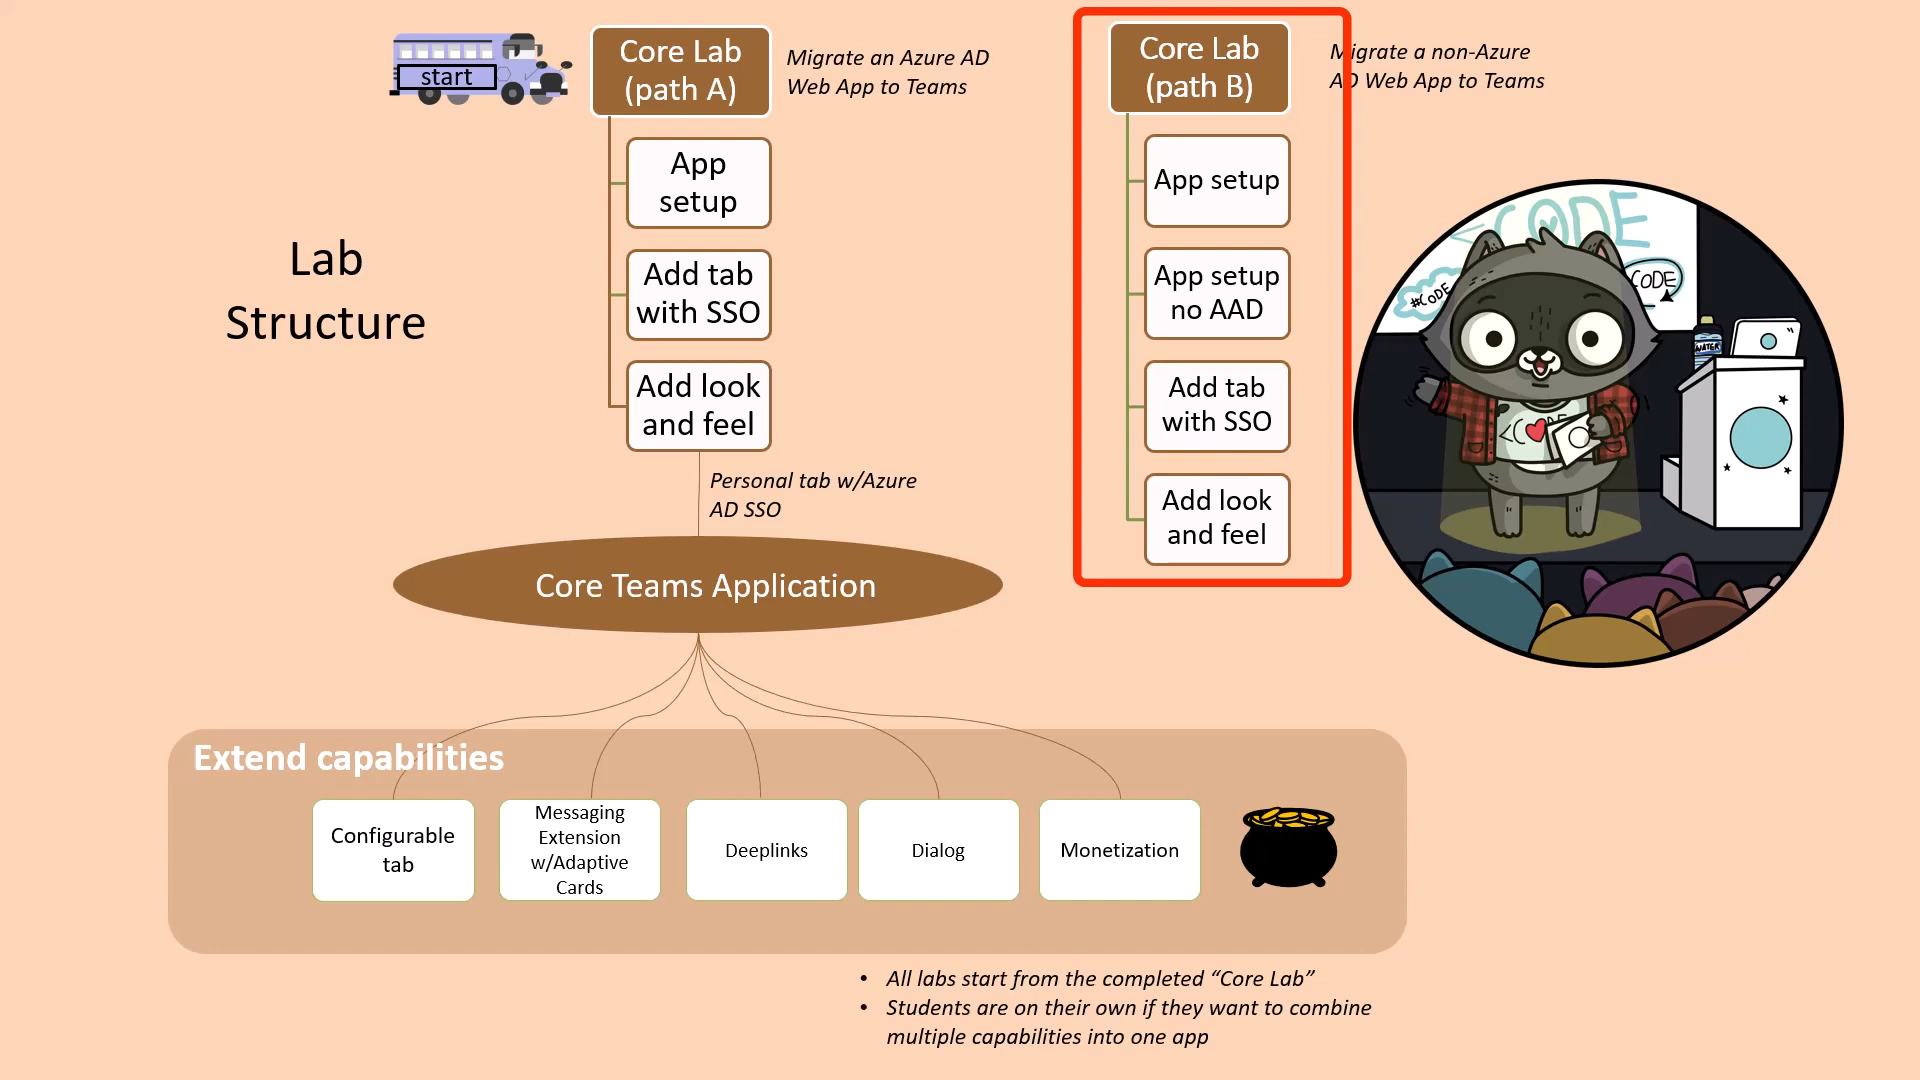 start
Core Lab
(path A)
Migrate an Azure AD
Web App to Teams
App
setup
Add tab
with SSO
Add look
and feel
Lab
Structure
Personal tab w/Azure
AD SSO
Core Teams Application
Core Lab
(path B)
Migrate a non-Azure
AD Web App to Teams
App setup
App setup
no AAD
Add tab
with SSO
Add look
and feel
<CODE
#CODE
CODE
WATER
Extend capabilities
Configurable
tab
Messaging
Extension
w/Adaptive
Cards
Deeplinks
Dialog
Monetization
• All labs start from the completed “Core Lab”
• Students are on their own if they want to combine
multiple capabilities into one app